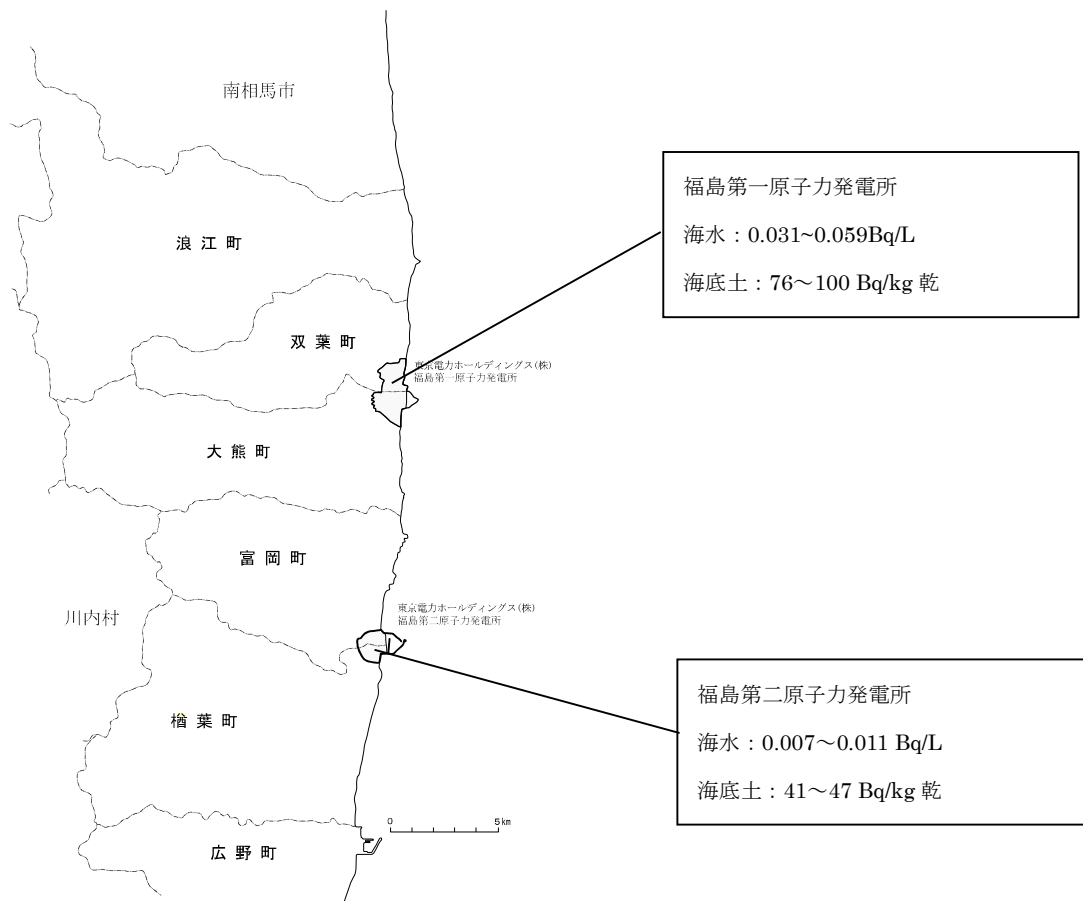 南相馬市
福島第一原子力発電所
海水：0.031~0.059Bq/L
海底土：76～100 Bq/kg 乾
浪 江 町
双 葉 町
東京電力ホールディングス(株)
福島第一原子力発電所
大 熊 町
富 岡 町
東京電力ホールディングス(株)
福島第二原子力発電所
川内村
福島第二原子力発電所
海水：0.007～0.011 Bq/L
海底土：41～47 Bq/kg 乾
楢 葉 町
0 5km
広 野 町